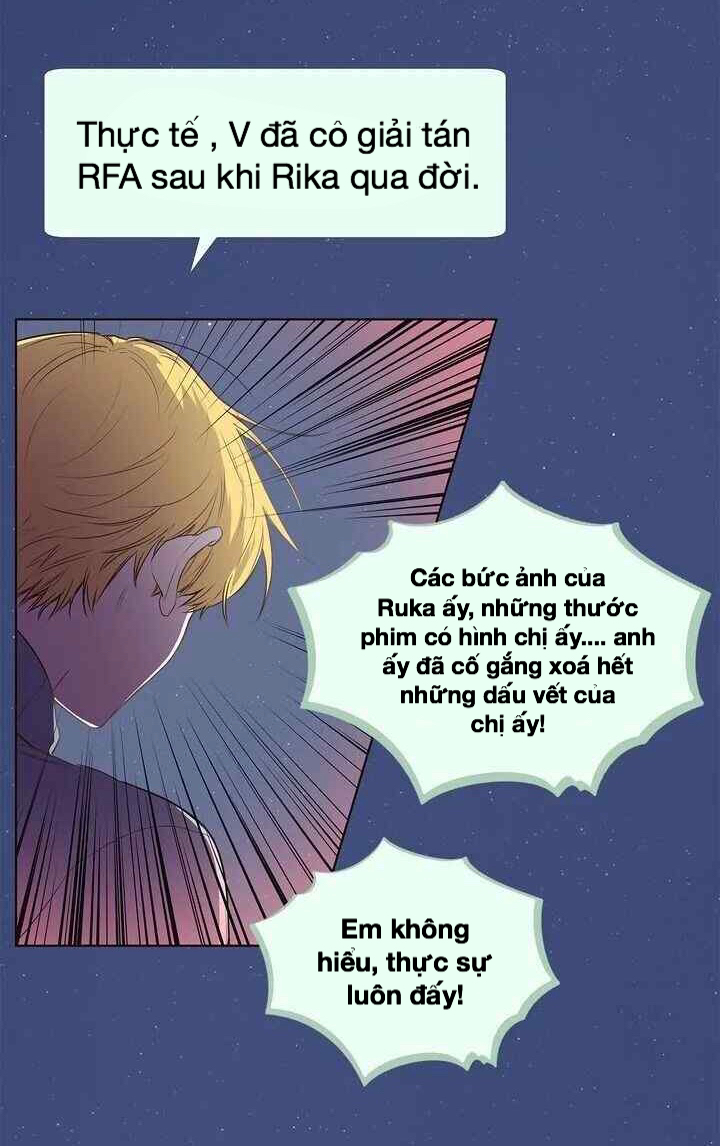 Thực tế , V đã cô giải tán
RFA sau khi Rika qua đời.
Các bức ảnh của
Ruka ấy, những thước
phim có hình chị ấy.... anh
ấy đã cố gắng xoá hết
những dấu vết của
chị ấy!
Em không
hiểu, thực sự
luôn đấy!